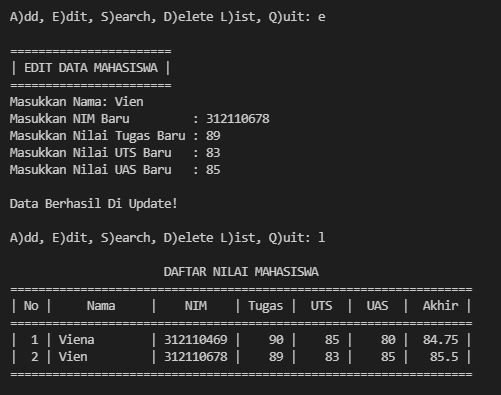 A)dd, E)dit, S)earch, D)elete L)ist, Q)uit: e
=======================
| EDIT DATA MAHASISWA |
=======================
Masukkan Nama: Vien
Masukkan NIM Baru         : 312110678
Masukkan Nilai Tugas Baru : 89
Masukkan Nilai UTS Baru   : 83
Masukkan Nilai UAS Baru   : 85
Data Berhasil Di Update!
A)dd, E)dit, S)earch, D)elete L)ist, Q)uit: l
DAFTAR NILAI MAHASISWA
==================================================================
| No |     Nama     |    NIM    | Tugas |  UTS  |  UAS  |  Akhir |
==================================================================
|  1 | Viena        | 312110469 |    90 |    85 |    80 |  84.75 |
|  2 | Vien         | 312110678 |    89 |    83 |    85 |   85.5 |
==================================================================